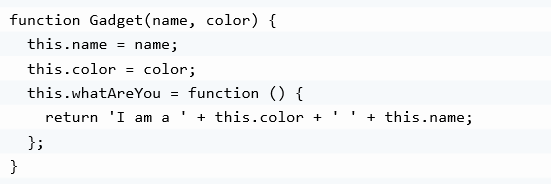 function Gadget(name, color) {
  this.name = name;
  this.color = color;
  this.whatAreYou = function () {
    return 'I am a ' + this.color + ' ' + this.name;
  };
}